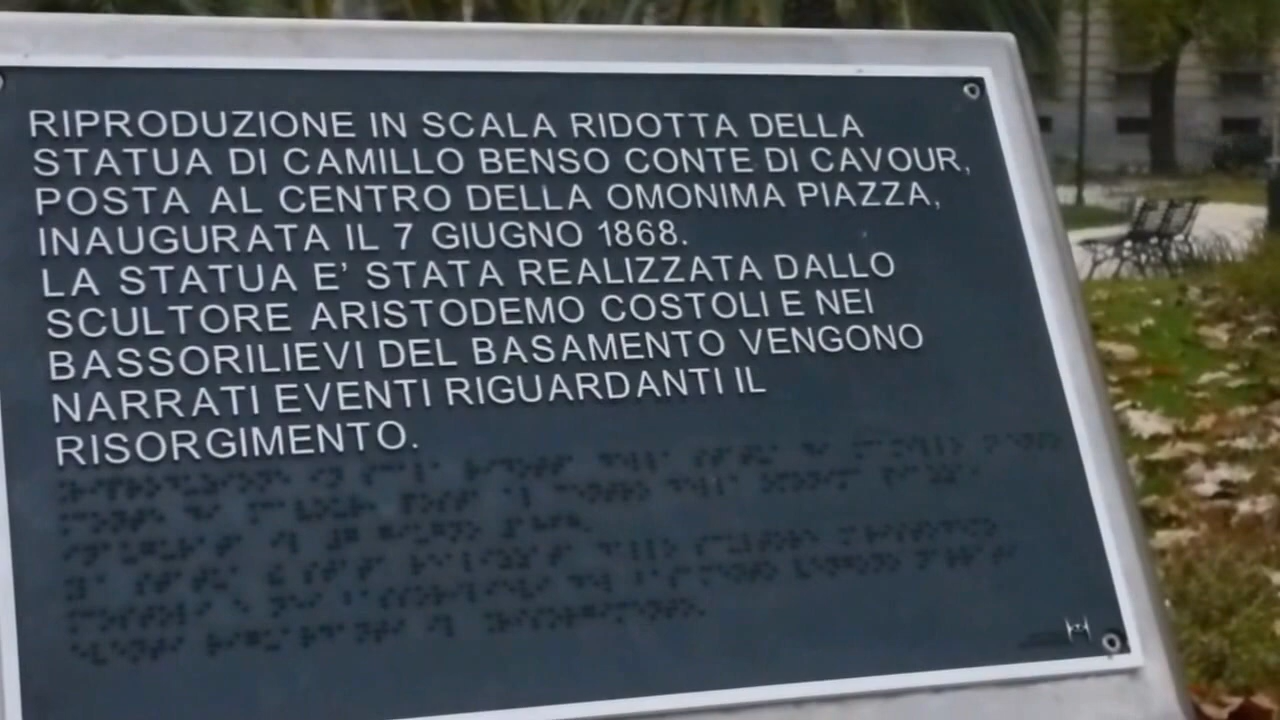 RIPRODUZIONE IN SCALA RIDOTTA DELLA
STATUA DI CAMILLO BENSO CONTE DI CAVOUR,
POSTA AL CENTRO DELLA OMONIMA PIAZZA,
INAUGURATA IL 7 GIUGNO 1868.
LA STATUA E' STATA REALIZZATA DALLO
SCULTORE ARISTODEMO COSTOLI E NEI
BASSORILIEVI DEL BASAMENTO VENGONO
NARRATI EVENTI RIGUARDANTI IL
RISORGIMENTO.